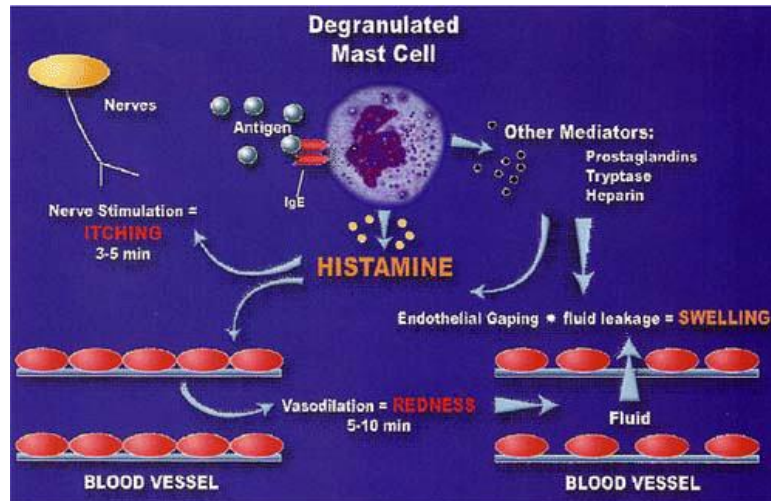 Degranulated
Mast Cell
Nerves
Antigen
IgE
Other Mediators:
Prostaglandins
Tryptase
Heparin
Nerve Stimulation =
ITCHING
3-5 min
HISTAMINE
Endothelial Gaping • fluid leakage = SWELLING
Vasodilation = REDNESS
5-10 min
Fluid
BLOOD VESSEL
BLOOD VESSEL